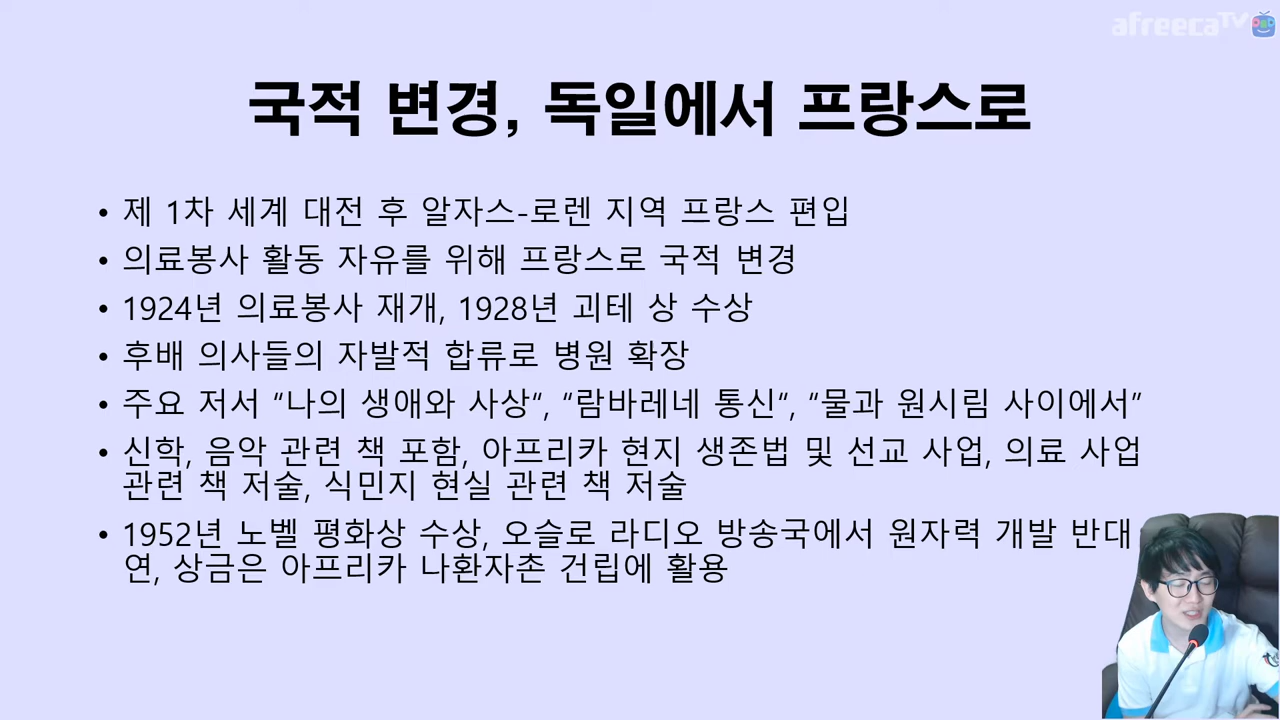 afreecaTV
국적 변경, 독일에서 프랑스로
• 제 1차 세계 대전 후 알자스-로렌 지역 프랑스 편입
• 의료봉사 활동 자유를 위해 프랑스로 국적 변경
• 1924년 의료봉사 재개, 1928년 괴테 상 수상
• 후배 의사들의 자발적 합류로 병원 확장
• 주요 저서 “나의 생애와 사상“, “람바레네 통신“, “물과 원시림 사이에서”
• 신학, 음악 관련 책 포함, 아프리카 현지 생존법 및 선교 사업, 의료 사업
관련 책 저술, 식민지 현실 관련 책 저술
• 1952년 노벨 평화상 수상, 오슬로 라디오 방송국에서 원자력 개발 반대
연, 상금은 아프리카 나환자촌 건립에 활용